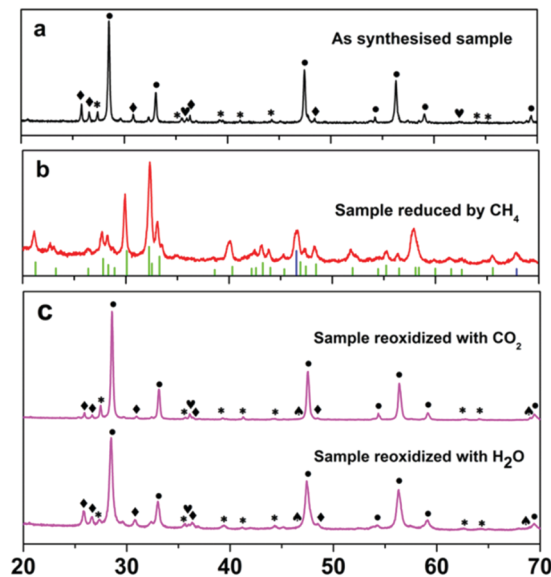 a
As synthesised sample
b
Sample reduced by CH4
c
Sample reoxidized with CO2
Sample reoxidized with H2O
20 30 40 50 60 70